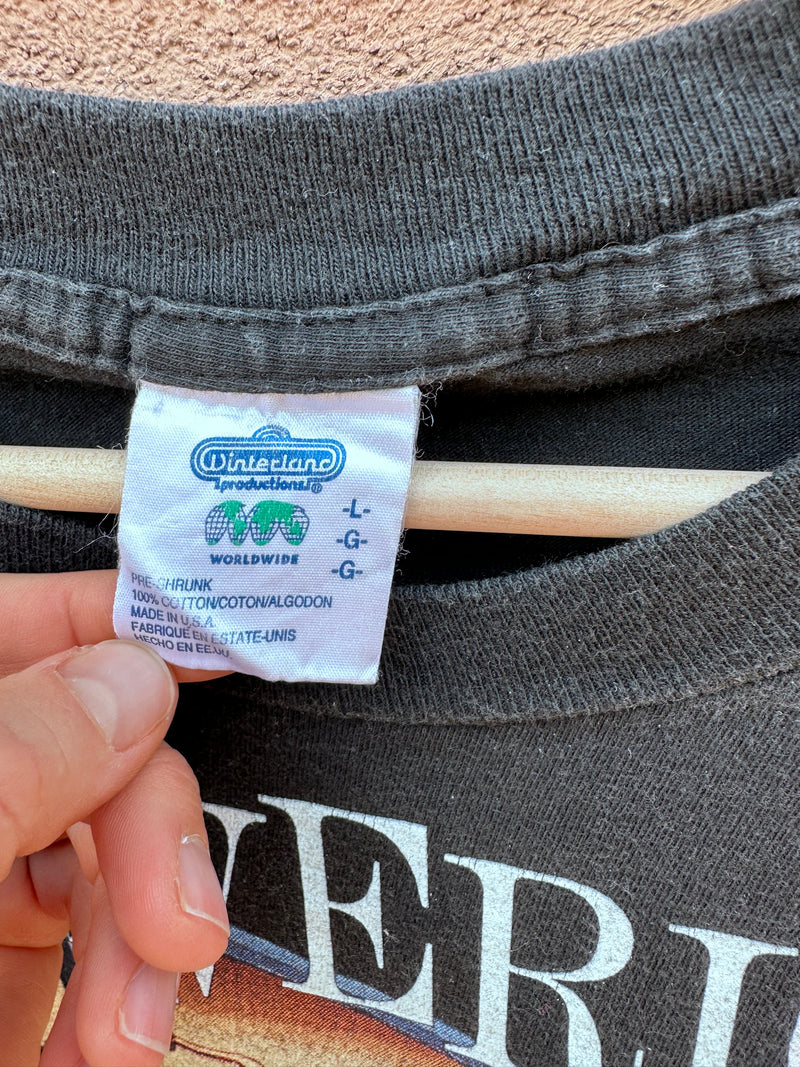 Winterland
productions®
WORLDWIDE
-L-
-G-
-G-
PRE-SHRUNK
100% COTTON/COTON/ALGODON
MADE IN U.S.A.
FABRIQUE EN ESTATE-UNIS
HECHO EN EE.UU
VERI